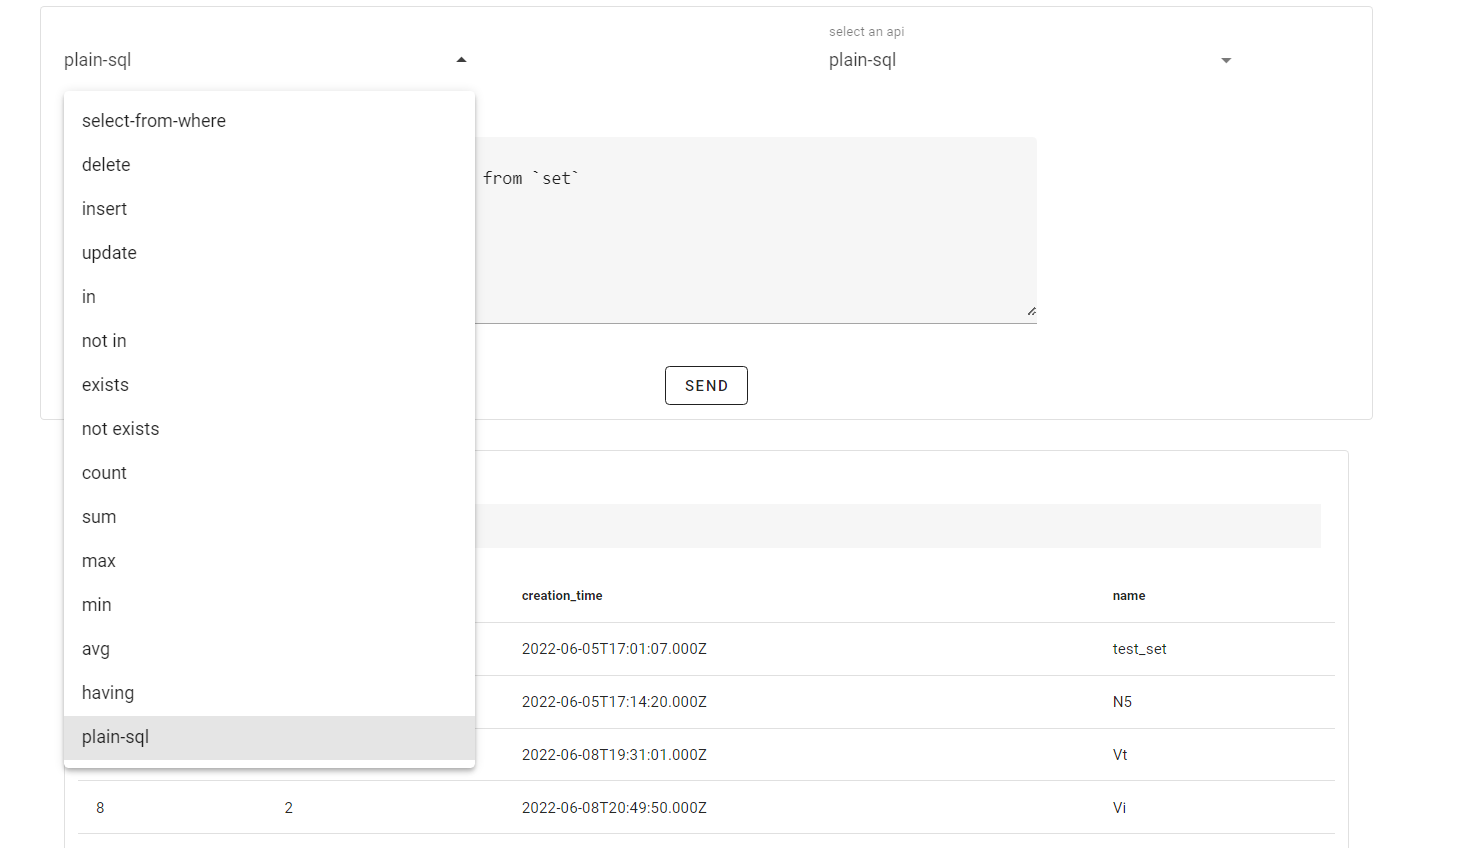 select an api
plain-sql
plain-sql
select-from-where
delete
from `set`
insert
update
in
not in
exists
SEND
not exists
count
sum
max
min
creation_time name
avg
2022-06-05T17:01:07.000Z test_set
having
2022-06-05T17:14:20.000Z N5
plain-sql
2022-06-08T19:31:01.000Z Vt
8 2 2022-06-08T20:49:50.000Z Vi